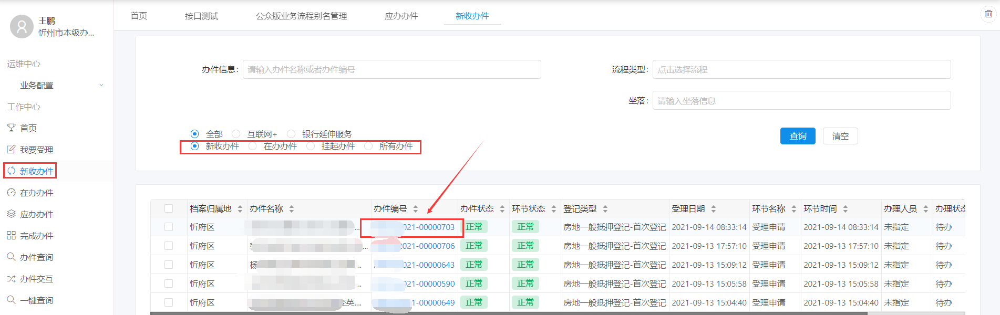 王鹏
忻州市本级办...
运维中心
业务配置
工作中心
首页
我要受理
新收办件
在办办件
应办办件
完成办件
办件查询
办件交互
一键查询
首页 接口测试 公众版业务流程别名管理 应办办件 新收办件
办件信息: 请输入办件名称或者办件编号 流程类型: 点击选择流程
坐落: 请输入坐落信息
全部 互联网+ 银行延伸服务
新收办件 在办办件 挂起办件 所有办件
查询 清空
档案归属地 办件名称 办件编号 办件状态 环节状态 登记类型 受理日期 环节名称 环节时间 办理人员 办理状态
忻府区 ... 021-00000703 正常 正常 房地一般抵押登记-首次登记 2021-09-14 08:33:14 受理申请 2021-09-14 08:33:14 未指定 待办
忻府区 ... 2021-00000706 正常 正常 房地一般抵押登记-首次登记 2021-09-13 17:57:10 受理申请 2021-09-13 17:57:10 未指定 待办
忻府区 杨 .. 021-00000643 正常 正常 房地一般抵押登记-首次登记 2021-09-13 15:09:12 受理申请 2021-09-13 15:09:12 未指定 待办
忻府区 .. 021-00000590 正常 正常 房地一般抵押登记-首次登记 2021-09-13 15:05:58 受理申请 2021-09-13 15:05:58 未指定 待办
忻府区 英.... -00000649 正常 正常 房地一般抵押登记-首次登记 2021-09-13 15:04:40 受理申请 2021-09-13 15:04:40 未指定 待办